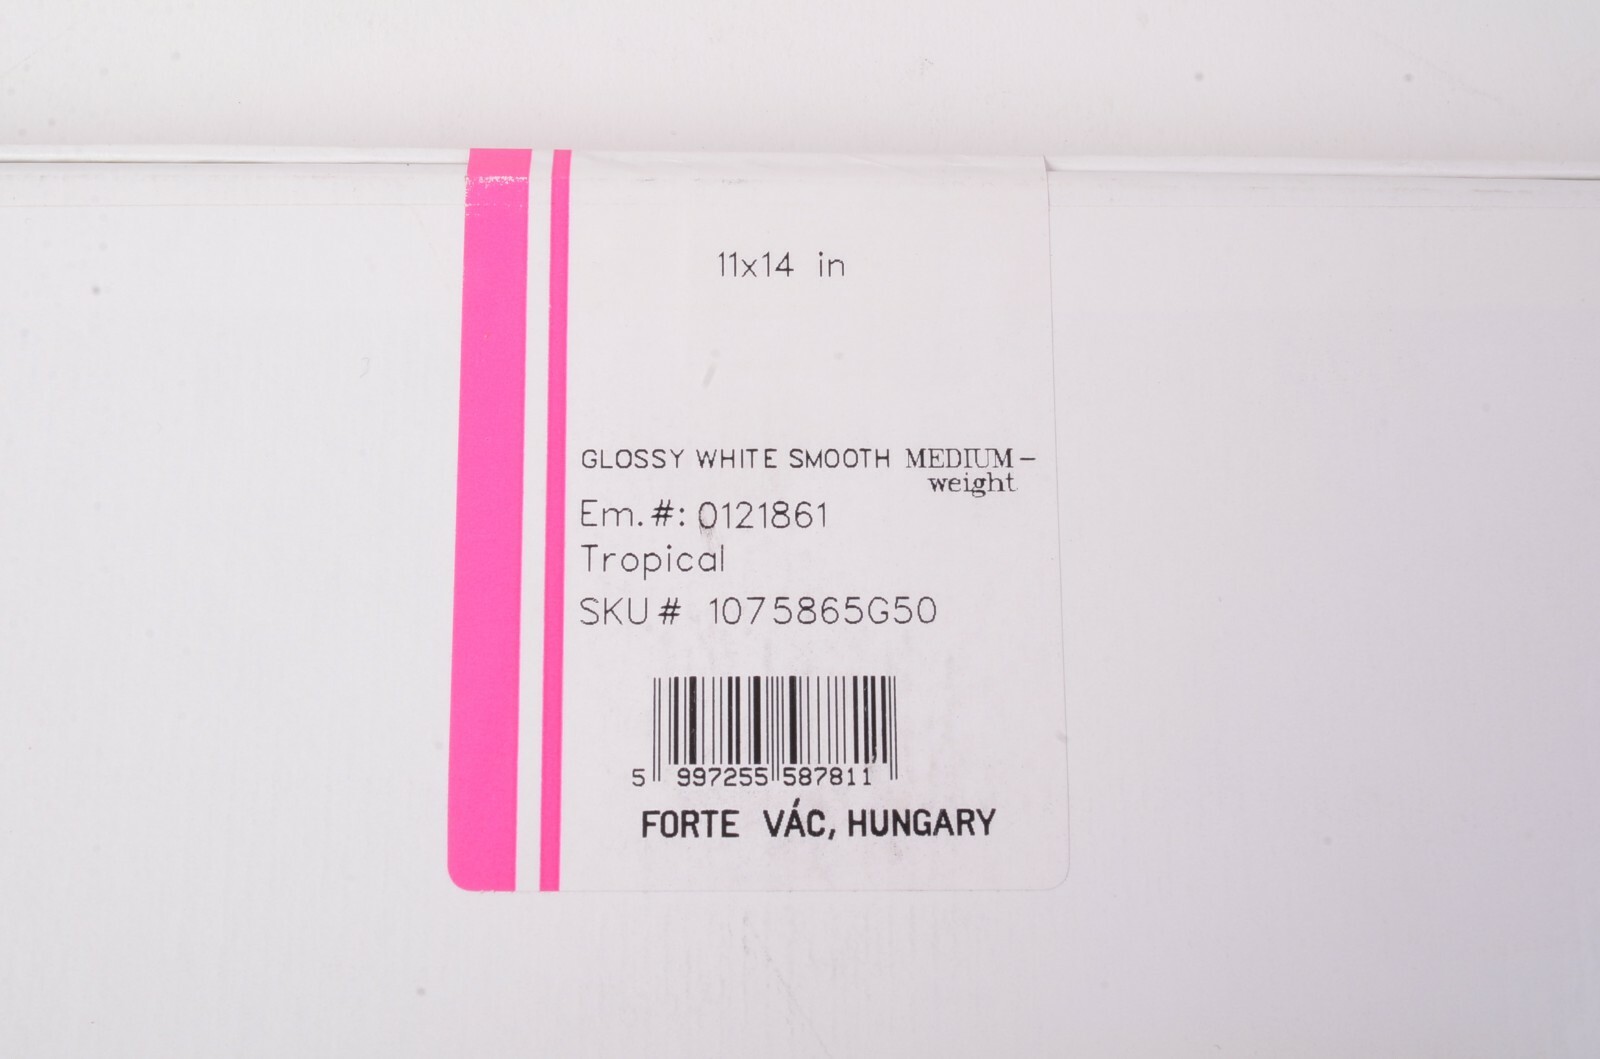 11x14 in
GLOSSY WHITE SMOOTH MEDIUM-
weight
Em.#: 0121861
Tropical
SKU# 1075865G50
5 997255 587811
FORTE VÁC, HUNGARY